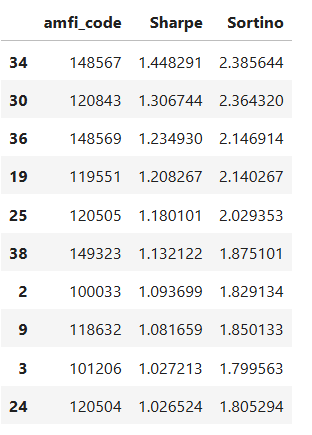 amfi_code Sharpe Sortino
34 148567 1.448291 2.385644
30 120843 1.306744 2.364320
36 148569 1.234930 2.146914
19 119551 1.208267 2.140267
25 120505 1.180101 2.029353
38 149323 1.132122 1.875101
2 100033 1.093699 1.829134
9 118632 1.081659 1.850133
3 101206 1.027213 1.799563
24 120504 1.026524 1.805294